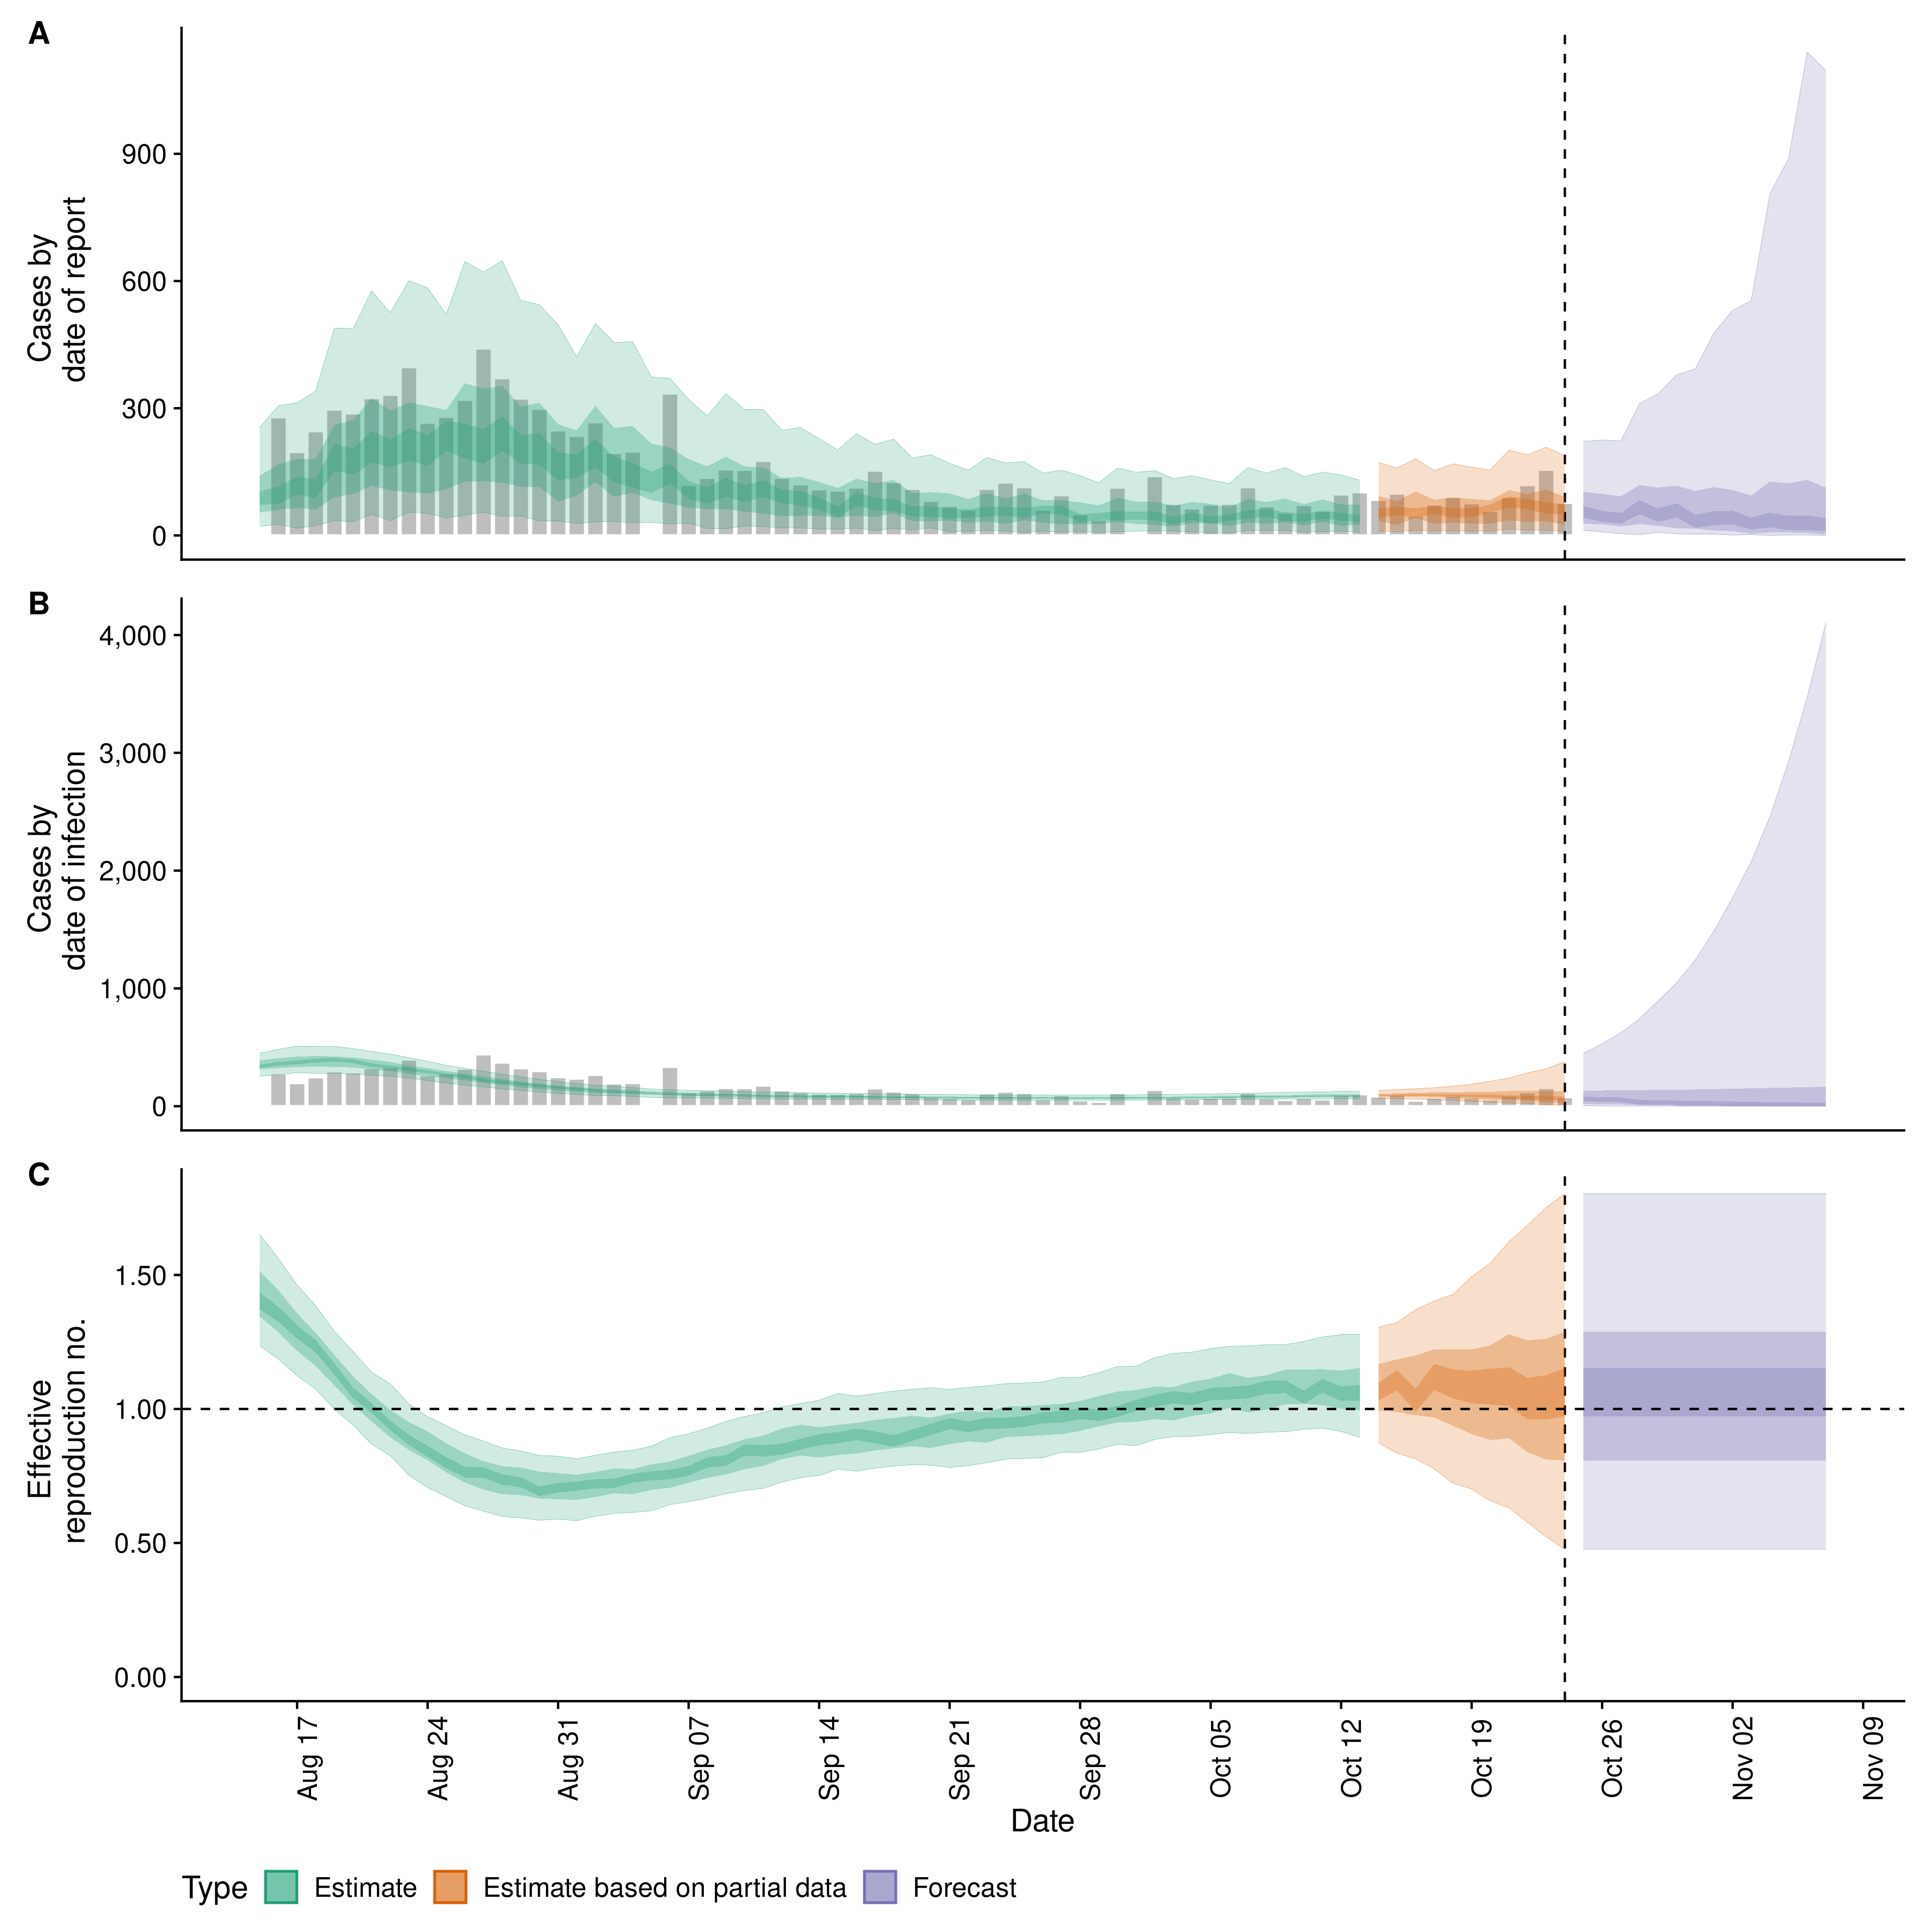 A
Cases by
date of report
900
600
300
0
B
Cases by
date of infection
4,000
3,000
2,000
1,000
0
C
Effective
reproduction no.
1.50
1.00
0.50
0.00
Aug 17
Aug 24
Aug 31
Sep 07
Sep 14
Sep 21
Sep 28
Oct 05
Oct 12
Oct 19
Oct 26
Nov 02
Nov 09
Date
Type Estimate Estimate based on partial data Forecast